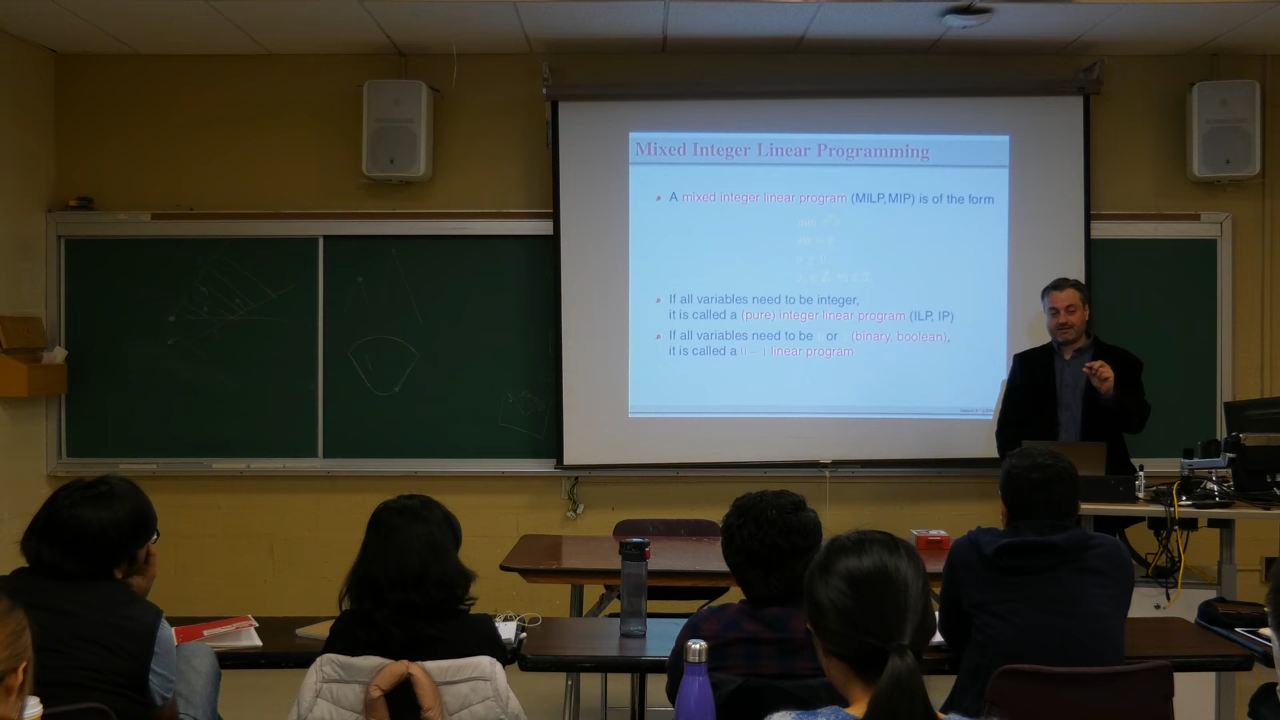 Mixed Integer Linear Programming
A mixed integer linear program (MILP, MIP) is of the form
If all variables need to be integer,
it is called a (pure) integer linear program (ILP, IP)
If all variables need to be or (binary, boolean),
it is called a 0 – 1 linear program